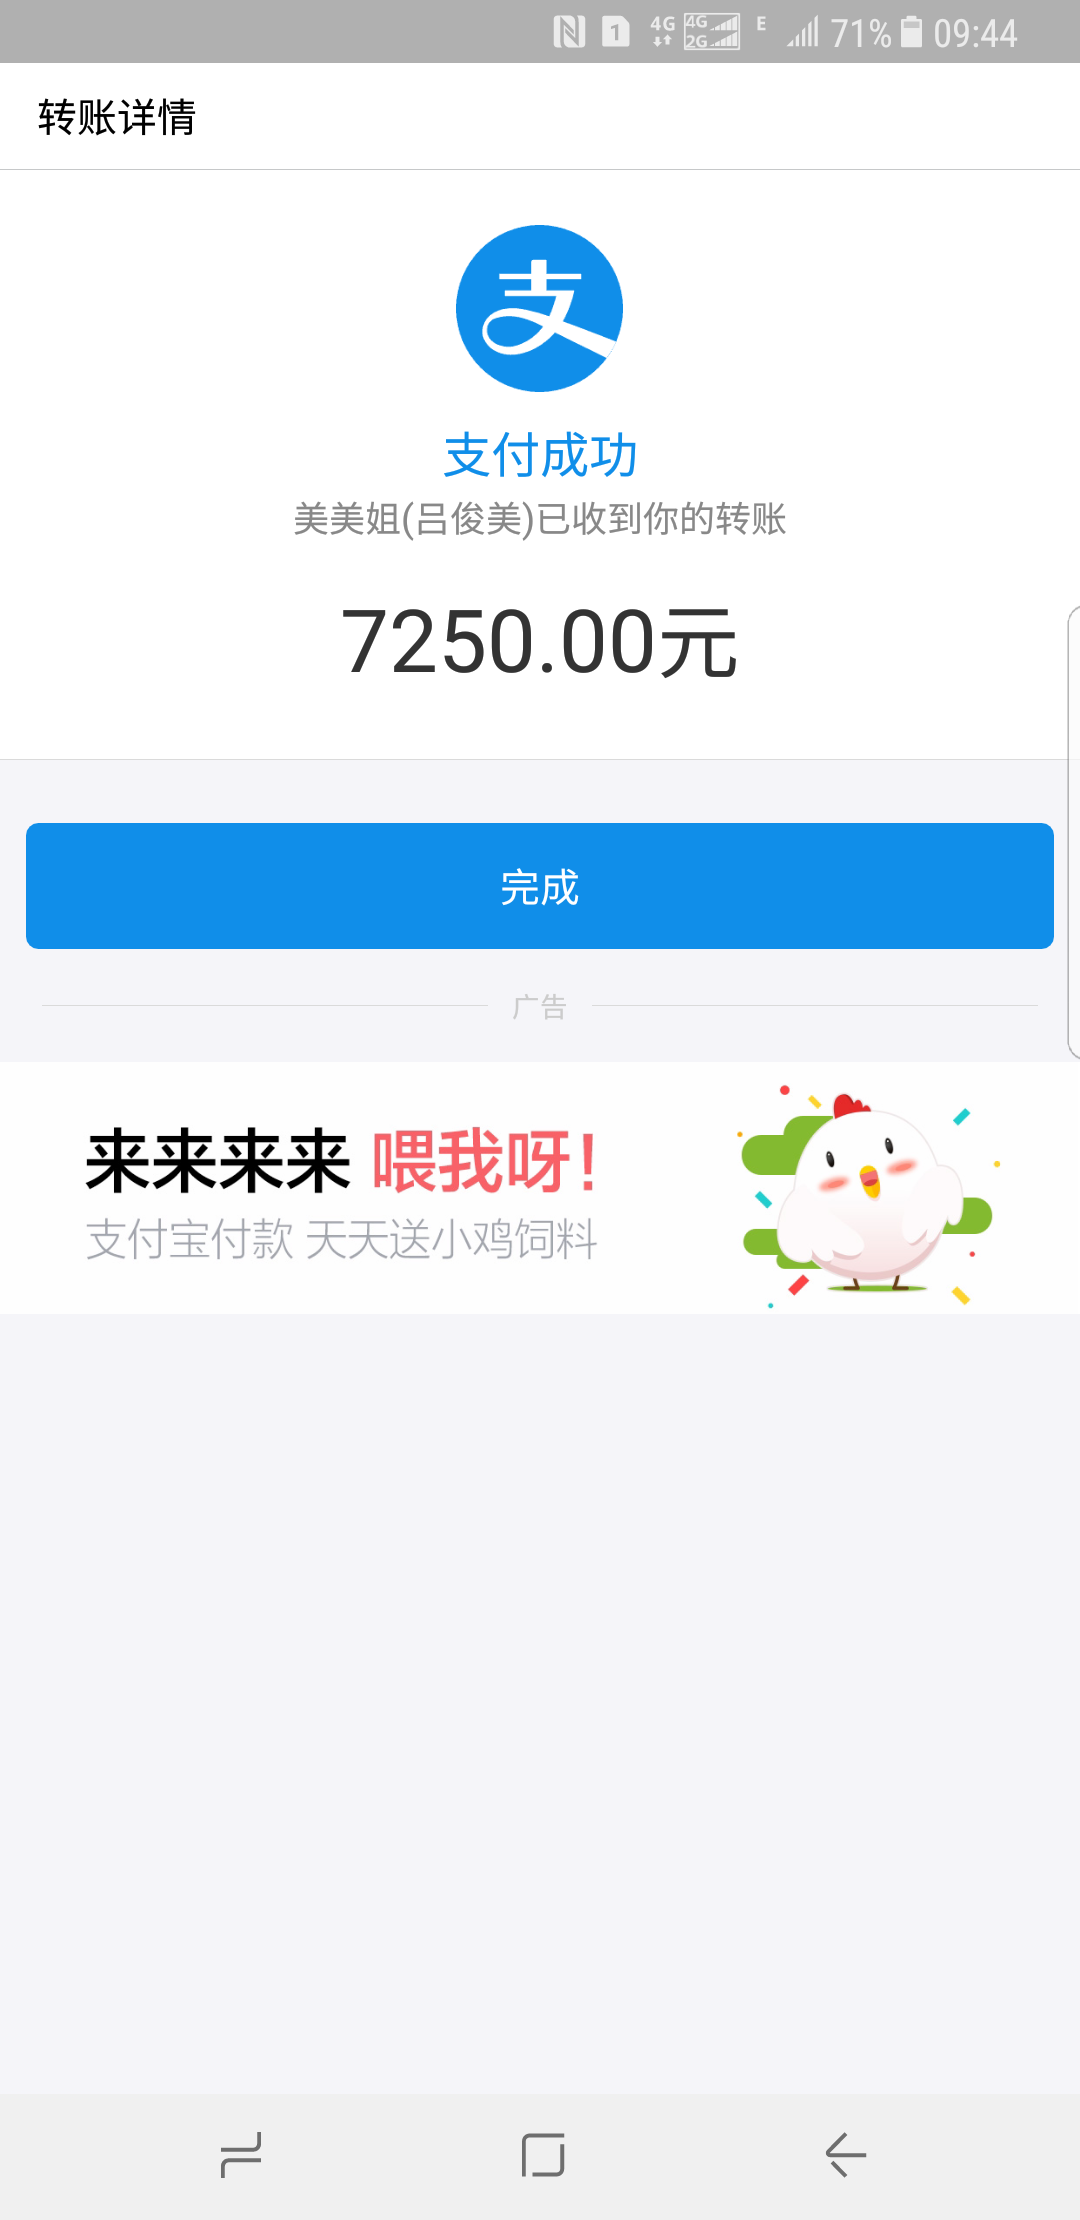 1 4G 4G 2G E 71% 09:44
转账详情
支
支付成功
美美姐(吕俊美)已收到你的转账
7250.00元
完成
广告
来来来来 喂我呀!
支付宝付款 天天送小鸡饲料